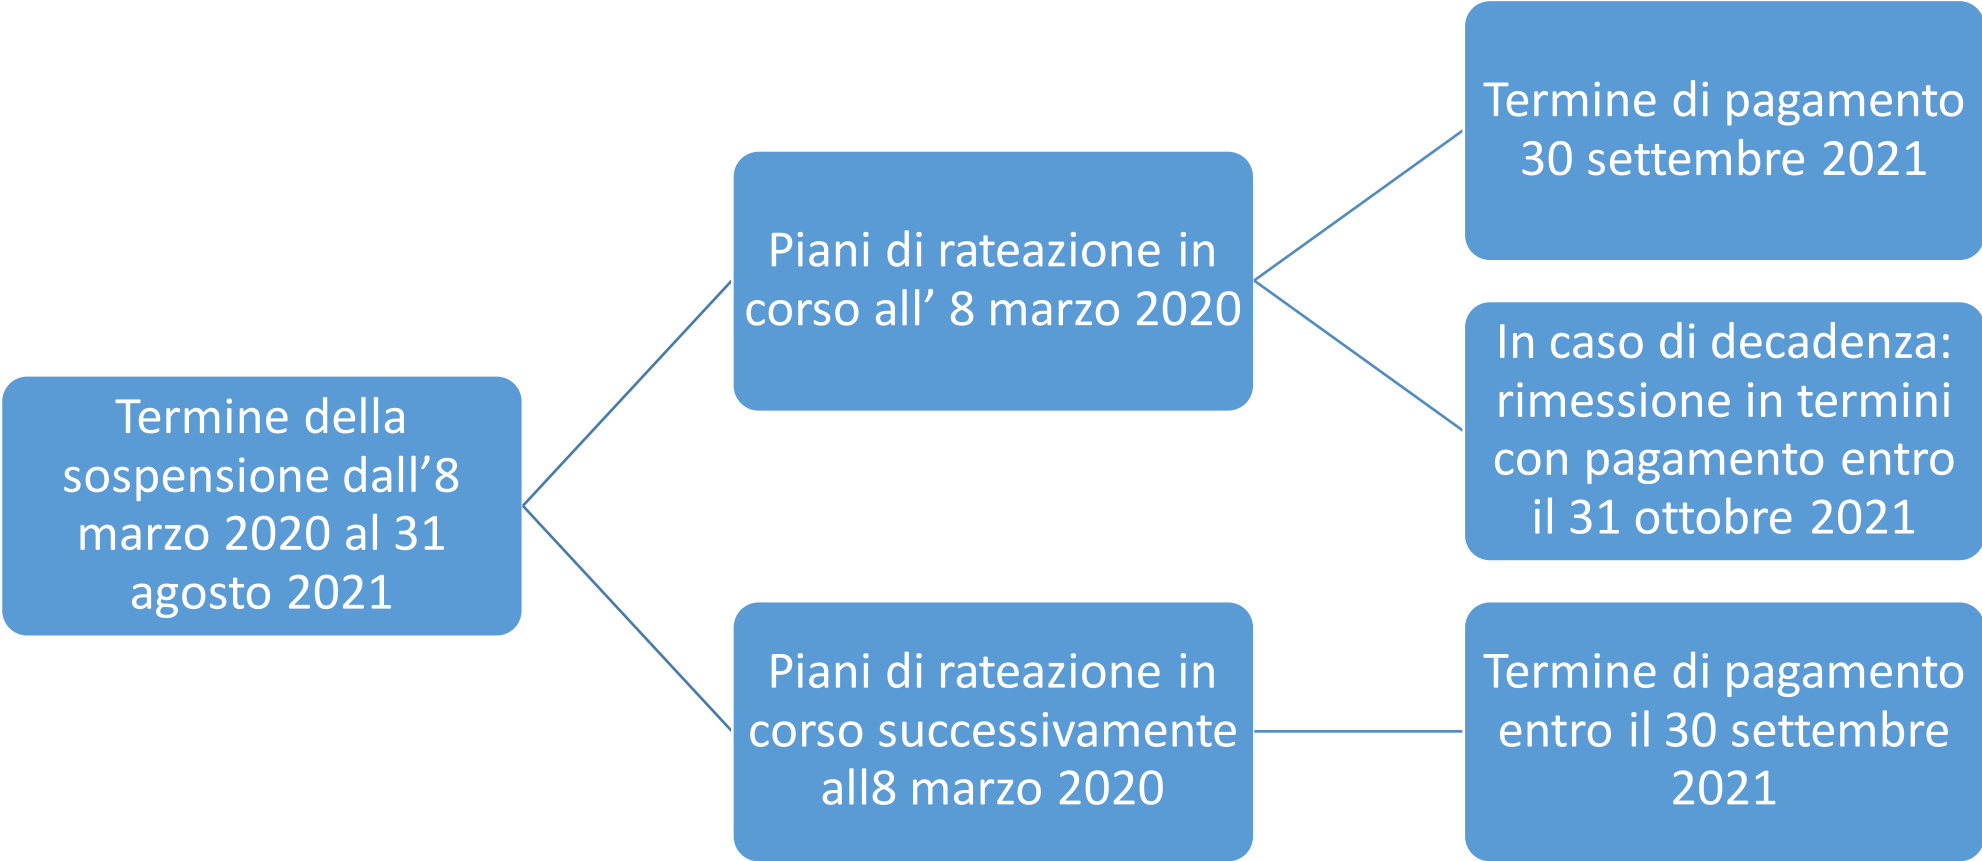 Termine della
sospensione dall’8
marzo 2020 al 31
agosto 2021
Piani di rateazione in
corso all’ 8 marzo 2020
Termine di pagamento
30 settembre 2021
In caso di decadenza:
rimessione in termini
con pagamento entro
il 31 ottobre 2021
Piani di rateazione in
corso successivamente
all8 marzo 2020
Termine di pagamento
entro il 30 settembre
2021